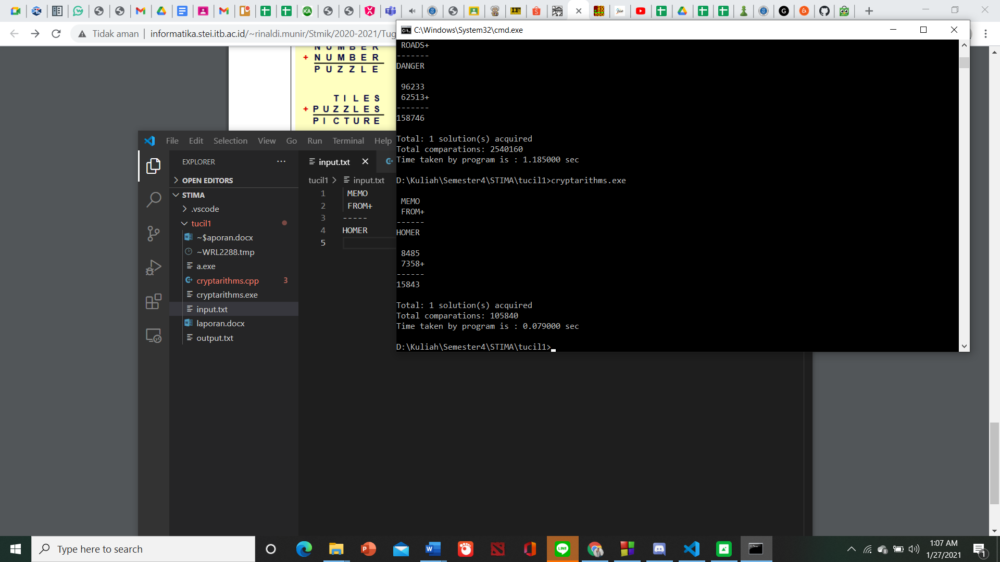 Tidak aman | informatika.stei.itb.ac.id/~rinaldi.munir/Stmik/2020-2021/Tug
N U M B E R
+ N U M B E R
P U Z Z L E
T I L E S
+ P U Z Z L E S
P I C T U R E
C:\Windows\System32\cmd.exe
ROADS+
-------
DANGER
96233
62513+
-------
158746
Total: 1 solution(s) acquired
Total comparations: 2540160
Time taken by program is : 1.185000 sec
D:\Kuliah\Semester4\STIMA\tucil1>cryptarithms.exe
MEMO
FROM+
------
HOMER
8485
7358+
------
15843
Total: 1 solution(s) acquired
Total comparations: 105840
Time taken by program is : 0.079000 sec
D:\Kuliah\Semester4\STIMA\tucil1>
File Edit Selection View Go Run Terminal Help
EXPLORER
OPEN EDITORS
STIMA
.vscode
tucil1
~$aporan.docx
~WRL2288.tmp
a.exe
cryptarithms.cpp 3
cryptarithms.exe
input.txt
laporan.docx
output.txt
input.txt
tucil1 > input.txt
1 MEMO
2 FROM+
3 -----
4 HOMER
5
Type here to search
LINE
1:07 AM
1/27/2021
1